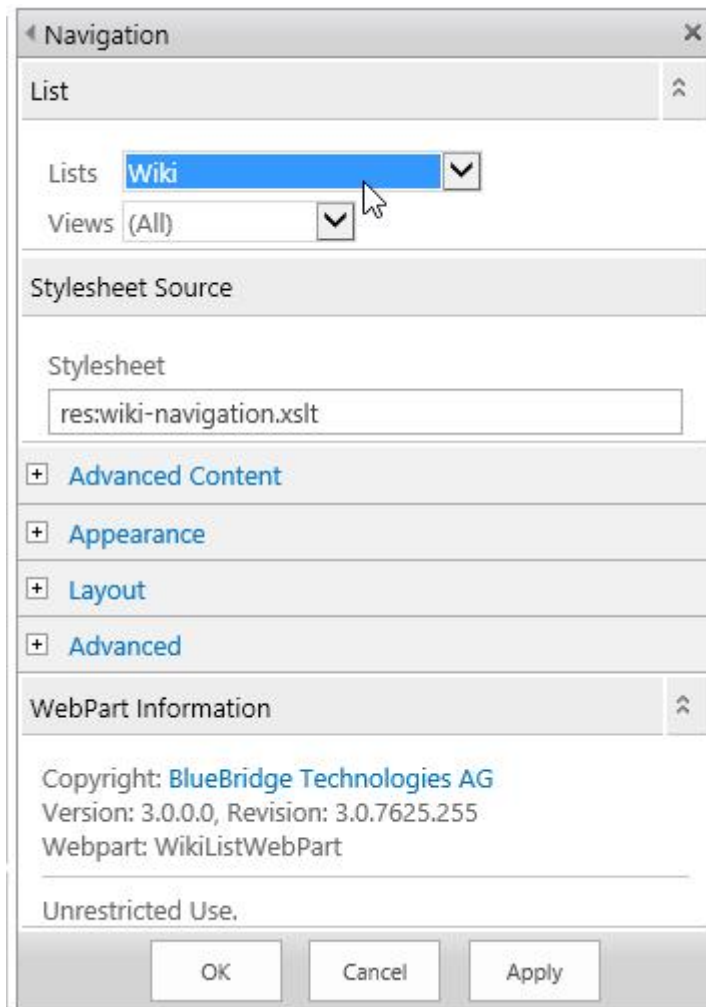 Navigation
List
Lists Wiki
Views (All)
Stylesheet Source
Stylesheet
res:wiki-navigation.xslt
Advanced Content
Appearance
Layout
Advanced
WebPart Information
Copyright: BlueBridge Technologies AG
Version: 3.0.0.0, Revision: 3.0.7625.255
Webpart: WikiListWebPart
Unrestricted Use.
OK Cancel Apply